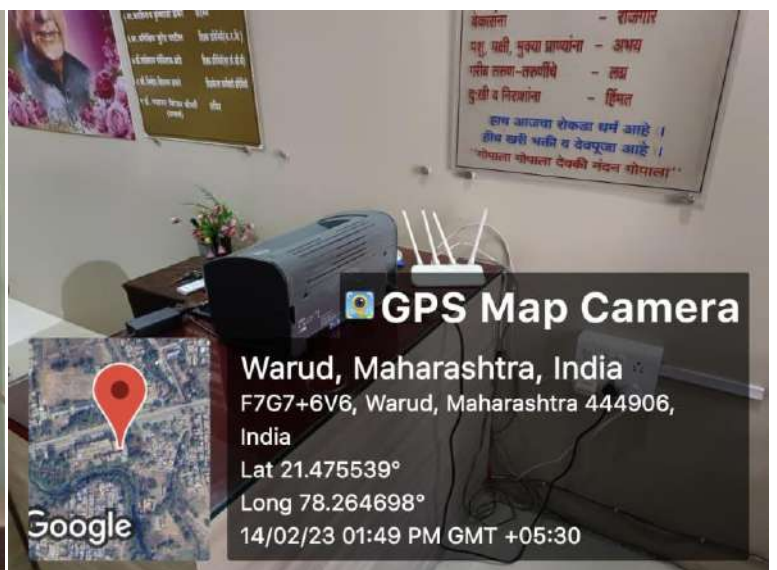 बेकारांना - रोजगार
पशु, पक्षी, मुक्या प्राण्यांना - अभय
गरीब तरुण-तरुणींचे - लग्न
दुःखी व निराशांना - हिंमत
हाच आजचा रोकडा धर्म आहे ।
हीच खरी भक्ती व देवपूजा आहे ।
"गोपाला गोपाला देवकी नंदन गोपाला"
GPS Map Camera
Warud, Maharashtra, India
F7G7+6V6, Warud, Maharashtra 444906,
India
Lat 21.475539°
Long 78.264698°
14/02/23 01:49 PM GMT +05:30
Google